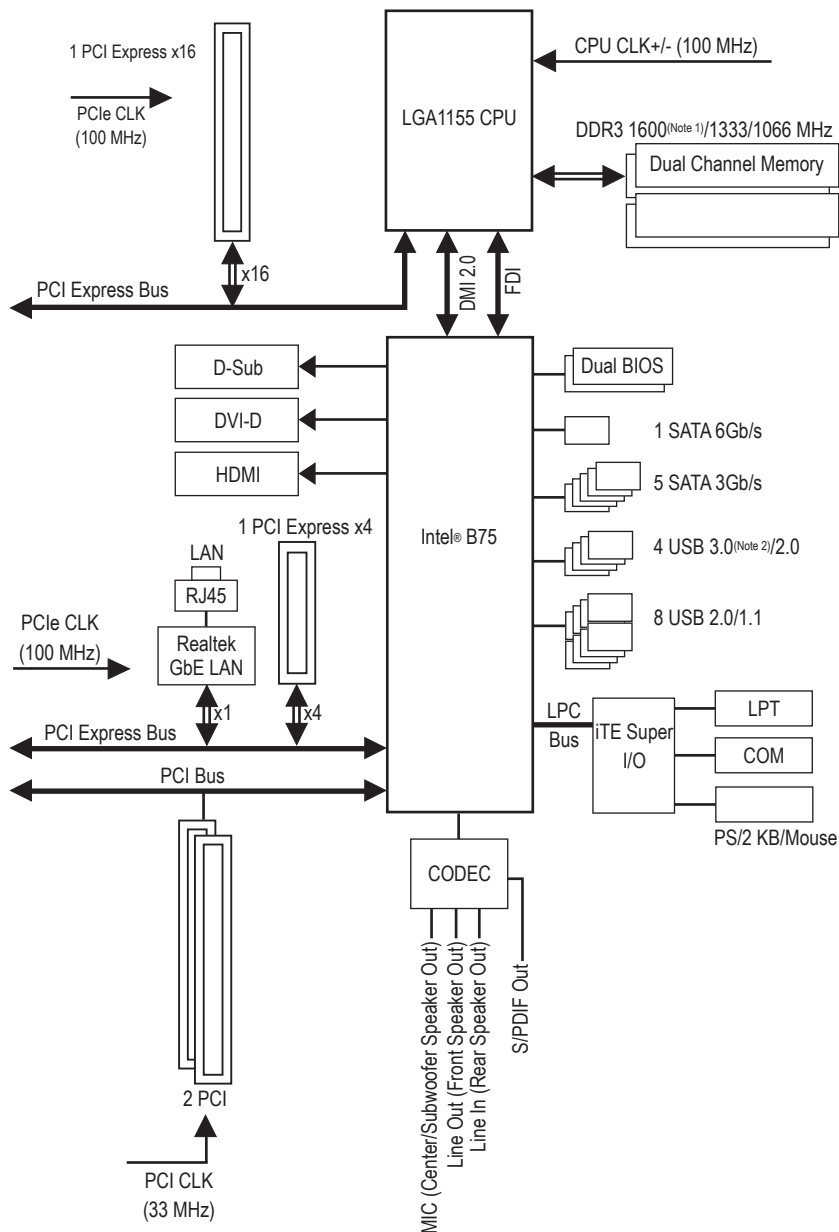 1 PCI Express x16
PCIe CLK
(100 MHz)
x16
PCI Express Bus
LGA1155 CPU
CPU CLK+/- (100 MHz)
DDR3 1600(Note 1)/1333/1066 MHz
Dual Channel Memory
DMI 2.0
FDI
D-Sub
DVI-D
HDMI
Intel® B75
Dual BIOS
1 SATA 6Gb/s
5 SATA 3Gb/s
4 USB 3.0(Note 2)/2.0
8 USB 2.0/1.1
1 PCI Express x4
LAN
RJ45
Realtek
GbE LAN
PCIe CLK
(100 MHz)
x1
x4
PCI Express Bus
PCI Bus
LPC
Bus
iTE Super
I/O
LPT
COM
PS/2 KB/Mouse
CODEC
MIC (Center/Subwoofer Speaker Out)
Line Out (Front Speaker Out)
Line In (Rear Speaker Out)
S/PDIF Out
2 PCI
PCI CLK
(33 MHz)